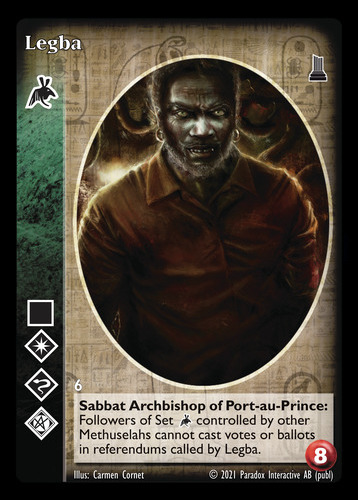 Legba
6
Sabbat Archbishop of Port-au-Prince:
Followers of Set controlled by other
Methuselahs cannot cast votes or ballots
in referendums called by Legba.
8
Illus: Carmen Cornet
© 2021 Paradox Interactive AB (publ)